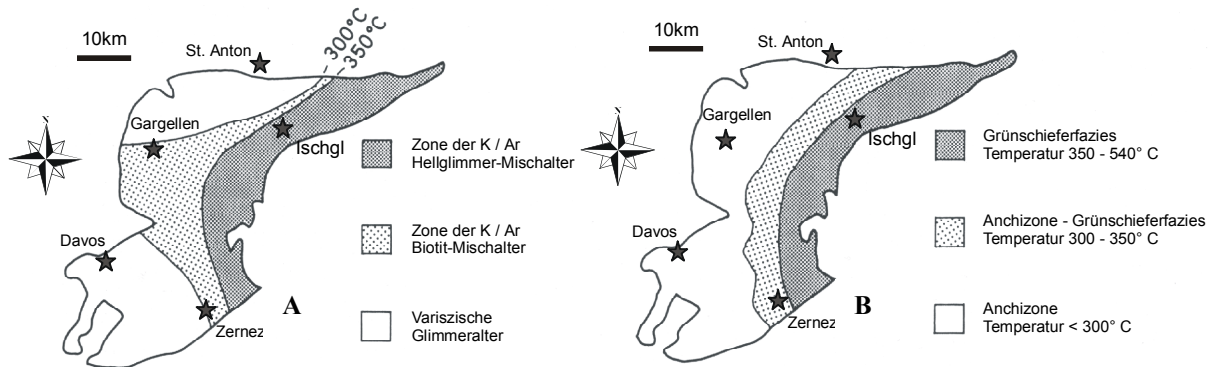 10km
St. Anton
300°C
350°C
Gargellen
Ischgl
Davos
Zernez
A
N
Zone der K / Ar
Hellglimmer-Mischalter
Zone der K / Ar
Biotit-Mischalter
Variszische
Glimmeralter
10km
St. Anton
Gargellen
Ischgl
Davos
Zernez
B
N
Grünschieferfazies
Temperatur 350 - 540° C
Anchizone - Grünschieferfazies
Temperatur 300 - 350° C
Anchizone
Temperatur < 300° C